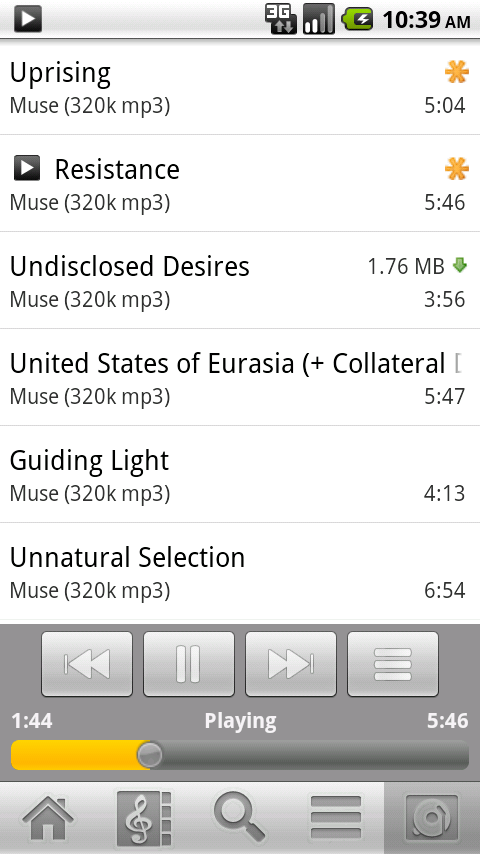 3G
10:39 AM
Uprising
Muse (320k mp3)
5:04
Resistance
Muse (320k mp3)
5:46
Undisclosed Desires
1.76 MB
Muse (320k mp3)
3:56
United States of Eurasia (+ Collateral
Muse (320k mp3)
5:47
Guiding Light
Muse (320k mp3)
4:13
Unnatural Selection
Muse (320k mp3)
6:54
1:44
Playing
5:46